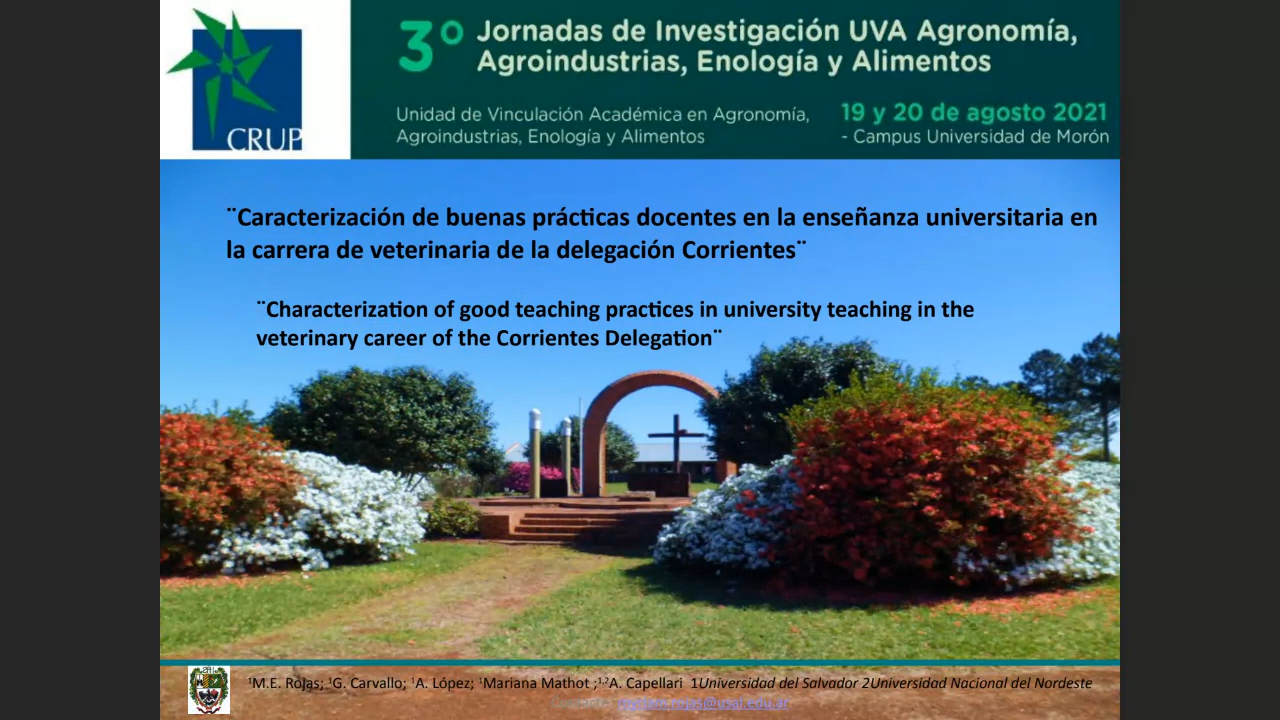 CRUP
3º Jornadas de Investigación UVA Agronomía,
Agroindustrias, Enología y Alimentos
Unidad de Vinculación Académica en Agronomía,
Agroindustrias, Enología y Alimentos
19 y 20 de agosto 2021
- Campus Universidad de Morón
¨Caracterización de buenas prácticas docentes en la enseñanza universitaria en
la carrera de veterinaria de la delegación Corrientes¨
¨Characterization of good teaching practices in university teaching in the
veterinary career of the Corrientes Delegation¨
¹M.E. Rojas; ¹G. Carvallo; ¹A. López; ¹Mariana Mathot ;¹,²A. Capellari 1Universidad del Salvador 2Universidad Nacional del Nordeste